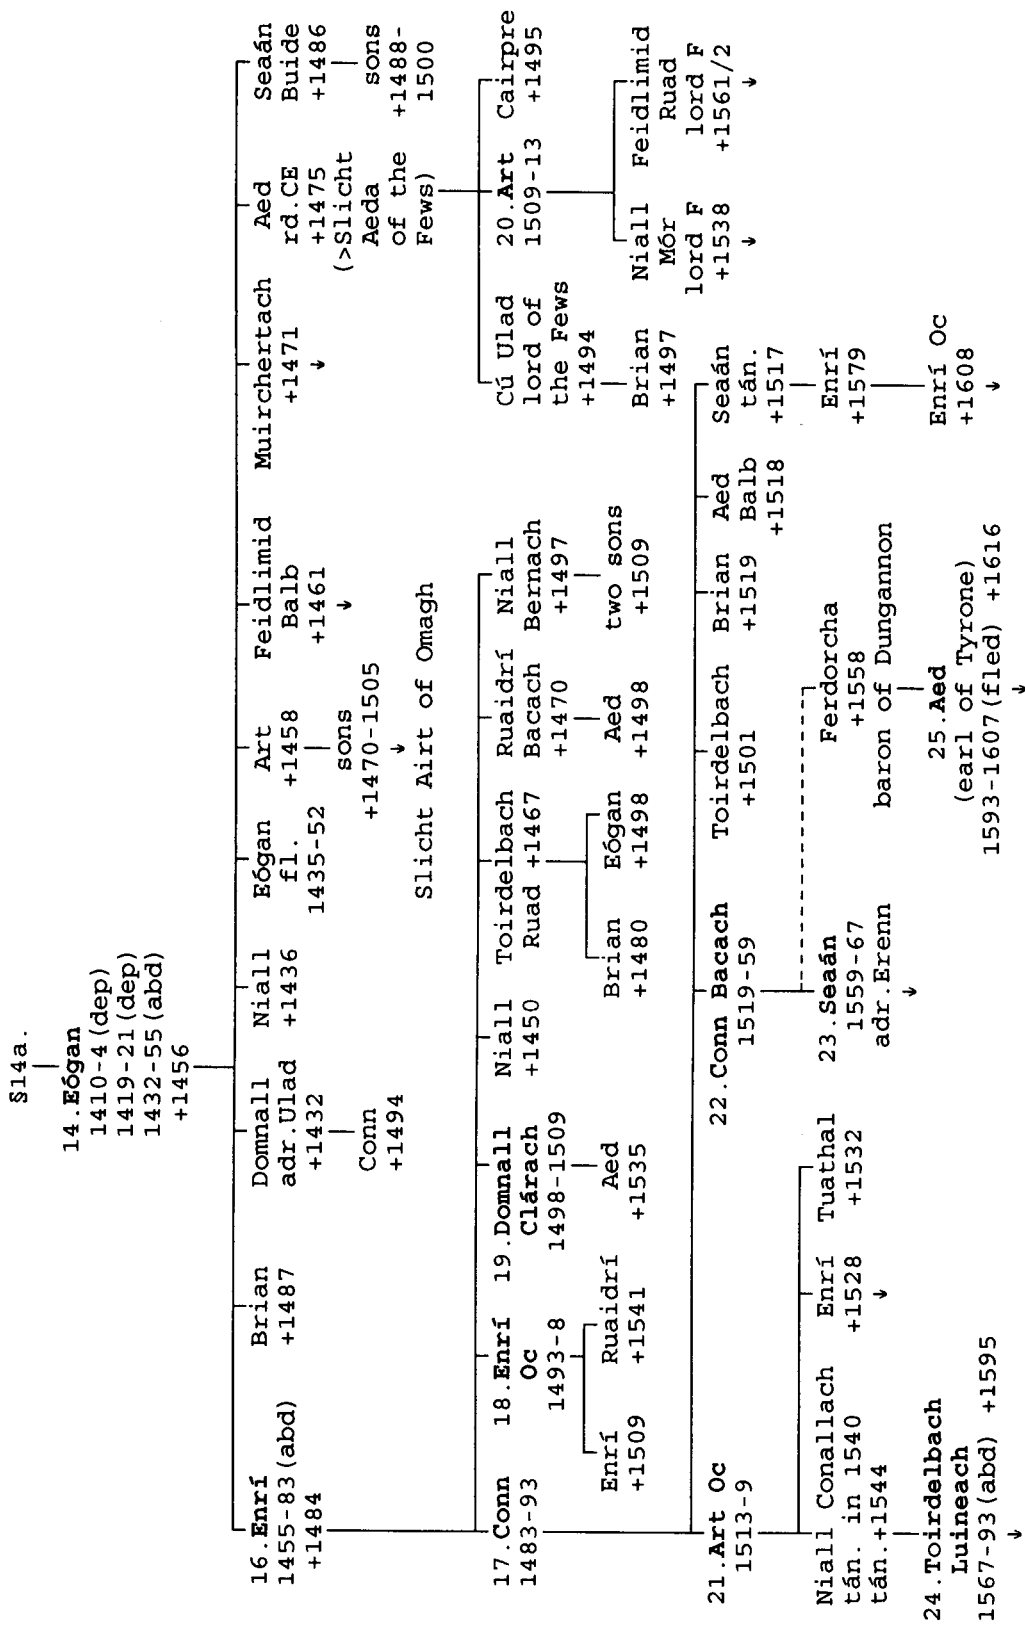 §14a.
14.Eógan
1410-4(dep)
1419-21(dep)
1432-55(abd)
+1456
16.Enrí
1455-83(abd)
+1484
Brian
+1487
Domnall
adr.Ulad
+1432
Conn
+1494
Niall
+1436
Eógan
fl.
1435-52
Art
+1458
sons
+1470-1505
Slicht Airt of Omagh
Feidlimid
Balb
+1461
Muirchertach
+1471
Aed
rd.CE
+1475
(>Slicht
Aeda
of the
Fews)
Seaán
Buide
+1486
sons
+1488-
1500
17.Conn
1483-93
18.Enrí
Oc
1493-8
Enrí
+1509
Ruaidrí
+1541
19.Domnall
Clárach
1498-1509
Aed
+1535
Niall
+1450
Toirdelbach
Ruad +1467
Brian
+1480
Eógan
+1498
Ruaidrí
Bacach
+1470
Aed
+1498
Niall
Bernach
+1497
two sons
+1509
Cú Ulad
lord of
the Fews
+1494
Brian
+1497
20.Art
1509-13
Niall
Mór
lord F
+1538
Feidlimid
Ruad
lord F
+1561/2
Cairpre
+1495
21.Art Oc
1513-9
Niall Conallach
tán. in 1540
tán.+1544
24.Toirdelbach
Luineach
1567-93(abd) +1595
Enrí
+1528
Tuathal
+1532
22.Conn Bacach
1519-59
23.Seaán
1559-67
adr.Erenn
Ferdorcha
+1558
baron of Dungannon
25.Aed
(earl of Tyrone)
1593-1607(fled) +1616
Toirdelbach
+1501
Brian
+1519
Aed
Balb
+1518
Seaán
tán.
+1517
Enrí
+1579
Enrí Oc
+1608